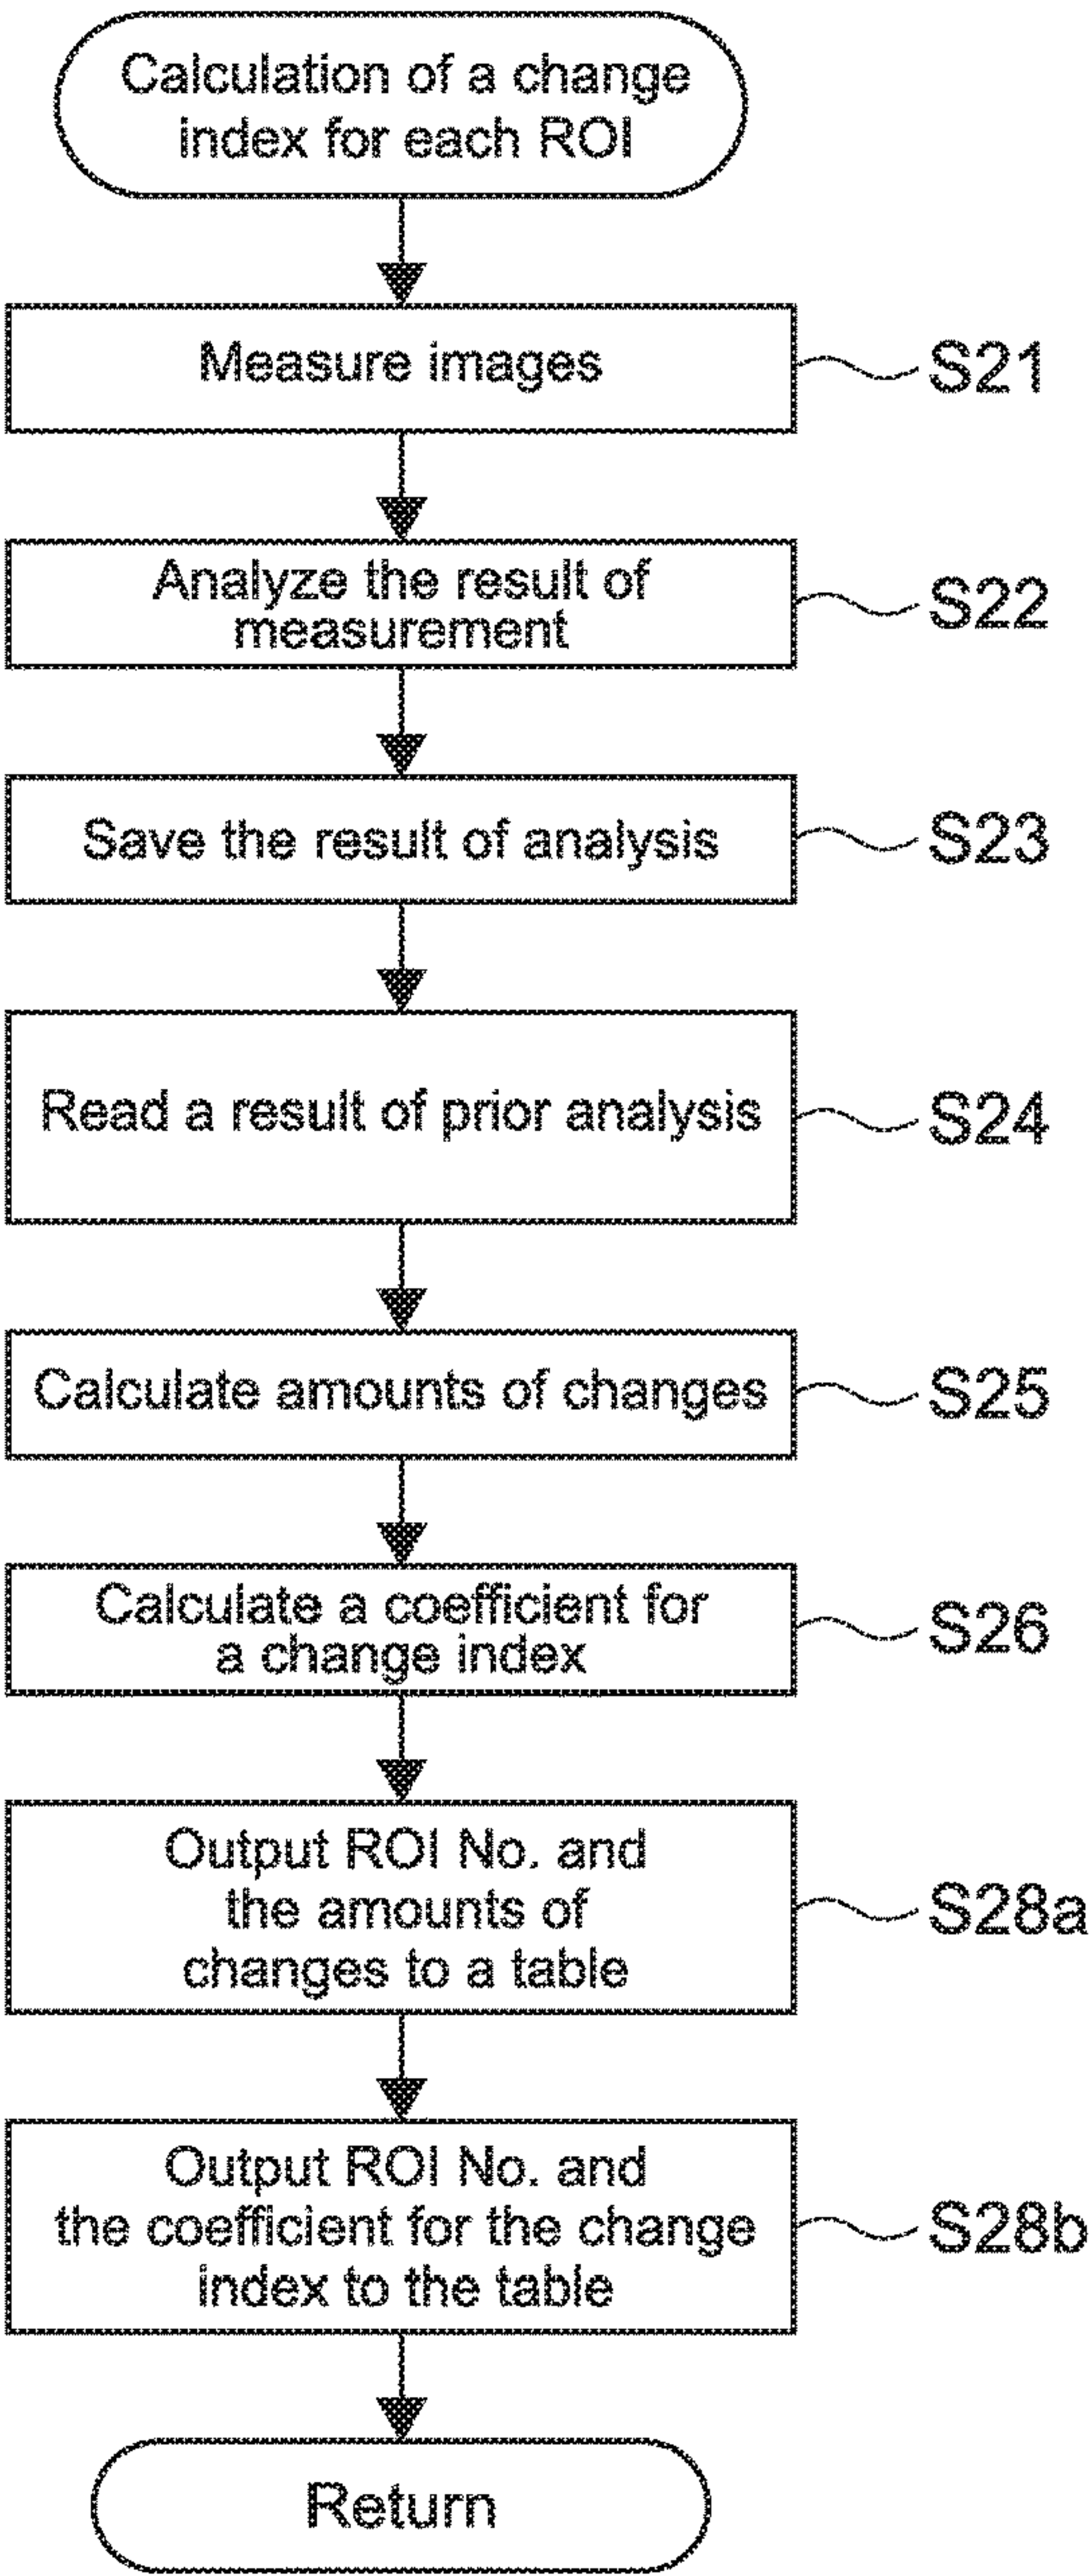 Calculation of a change
index for each ROI
Measure images
S21
Analyze the result of
measurement
S22
Save the result of analysis
S23
Read a result of prior analysis
S24
Calculate amounts of changes
S25
Calculate a coefficient for
a change index
S26
Output ROI No. and
the amounts of
changes to a table
S28a
Output ROI No. and
the coefficient for the change
index to the table
S28b
Return